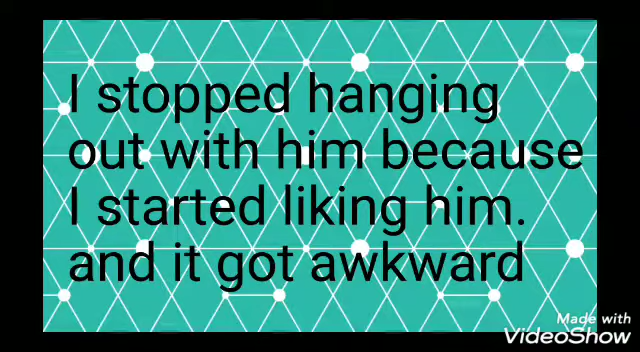 I stopped hanging
out with him because
I started liking him.
and it got awkward
Made with
VideoShow